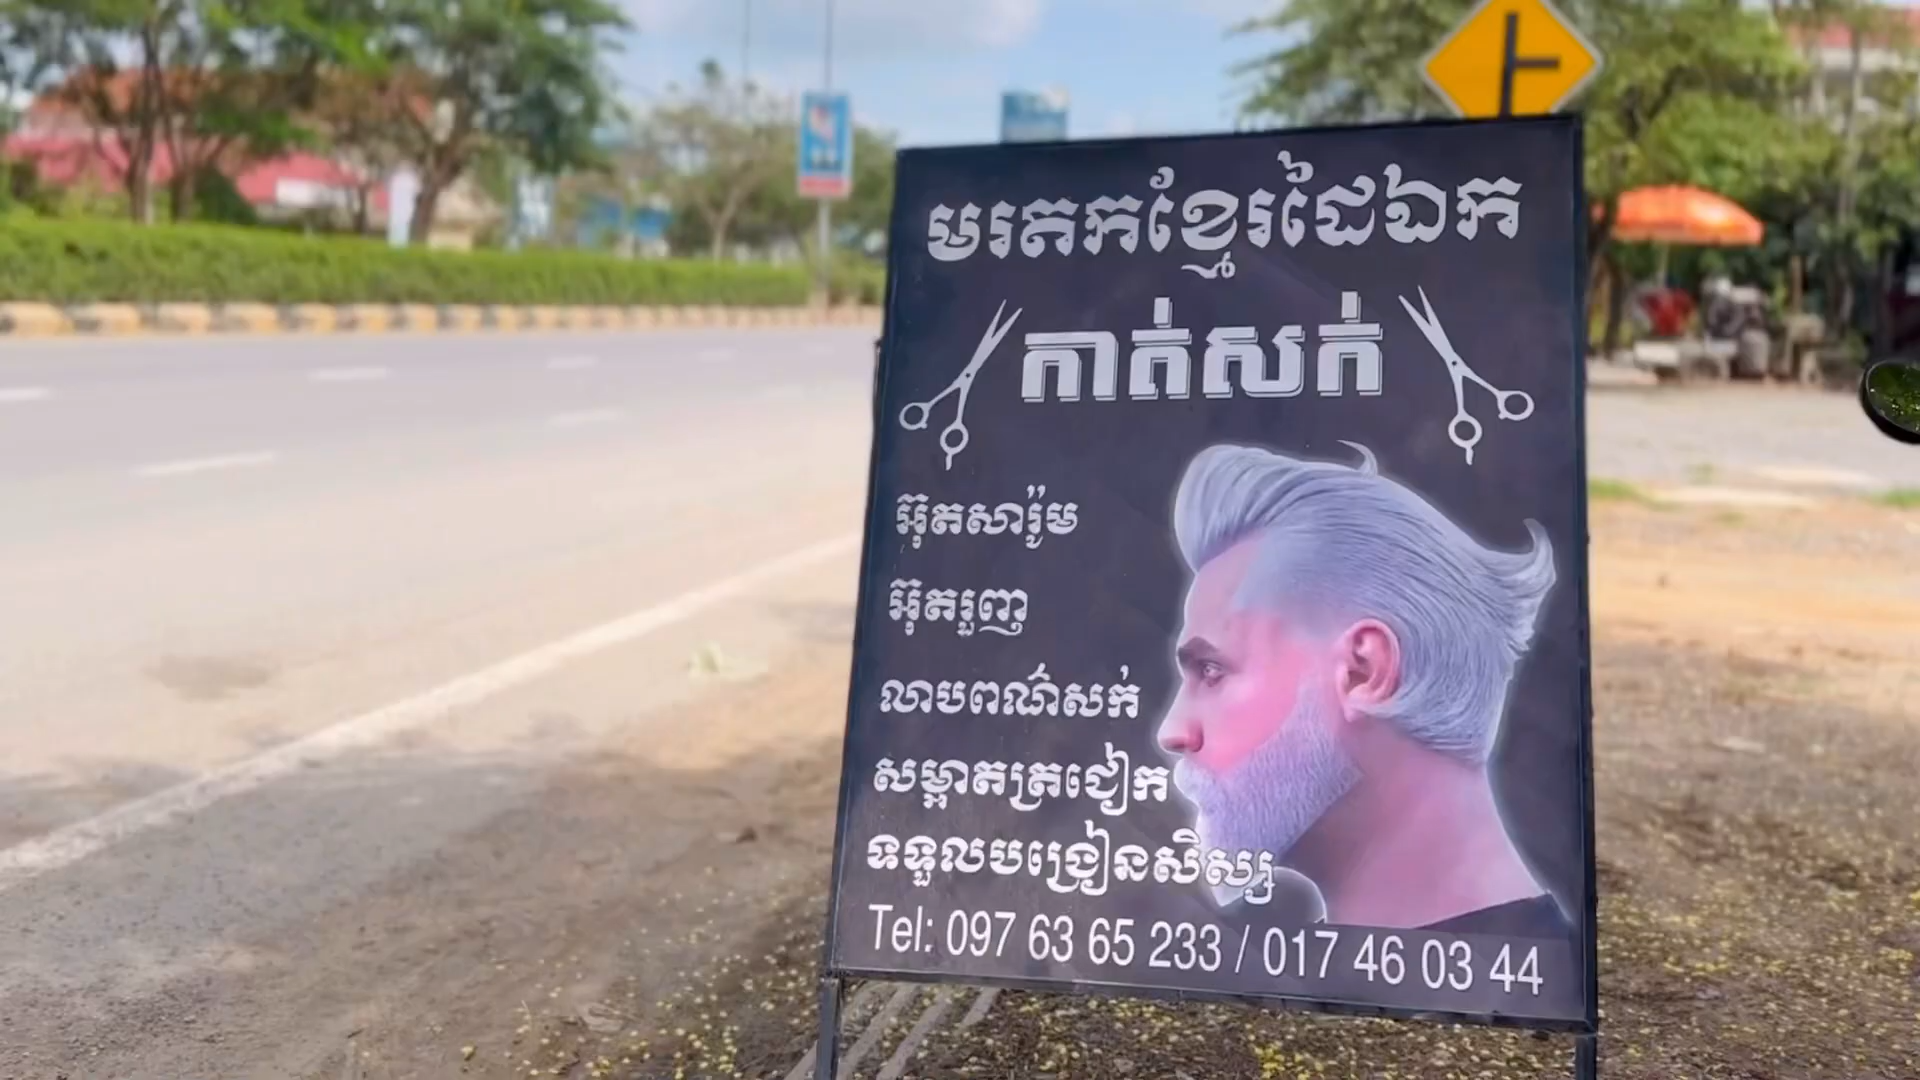 មរតកខ្មែរដៃឯក
កាត់សក់
អ៊ុតសារ៉ូម
អ៊ុតរួញ
លាបពណ៌សក់
សម្អាតត្រជៀក
ទទួលបង្រៀនសិស្ស
Tel: 097 63 65 233 / 017 46 03 44